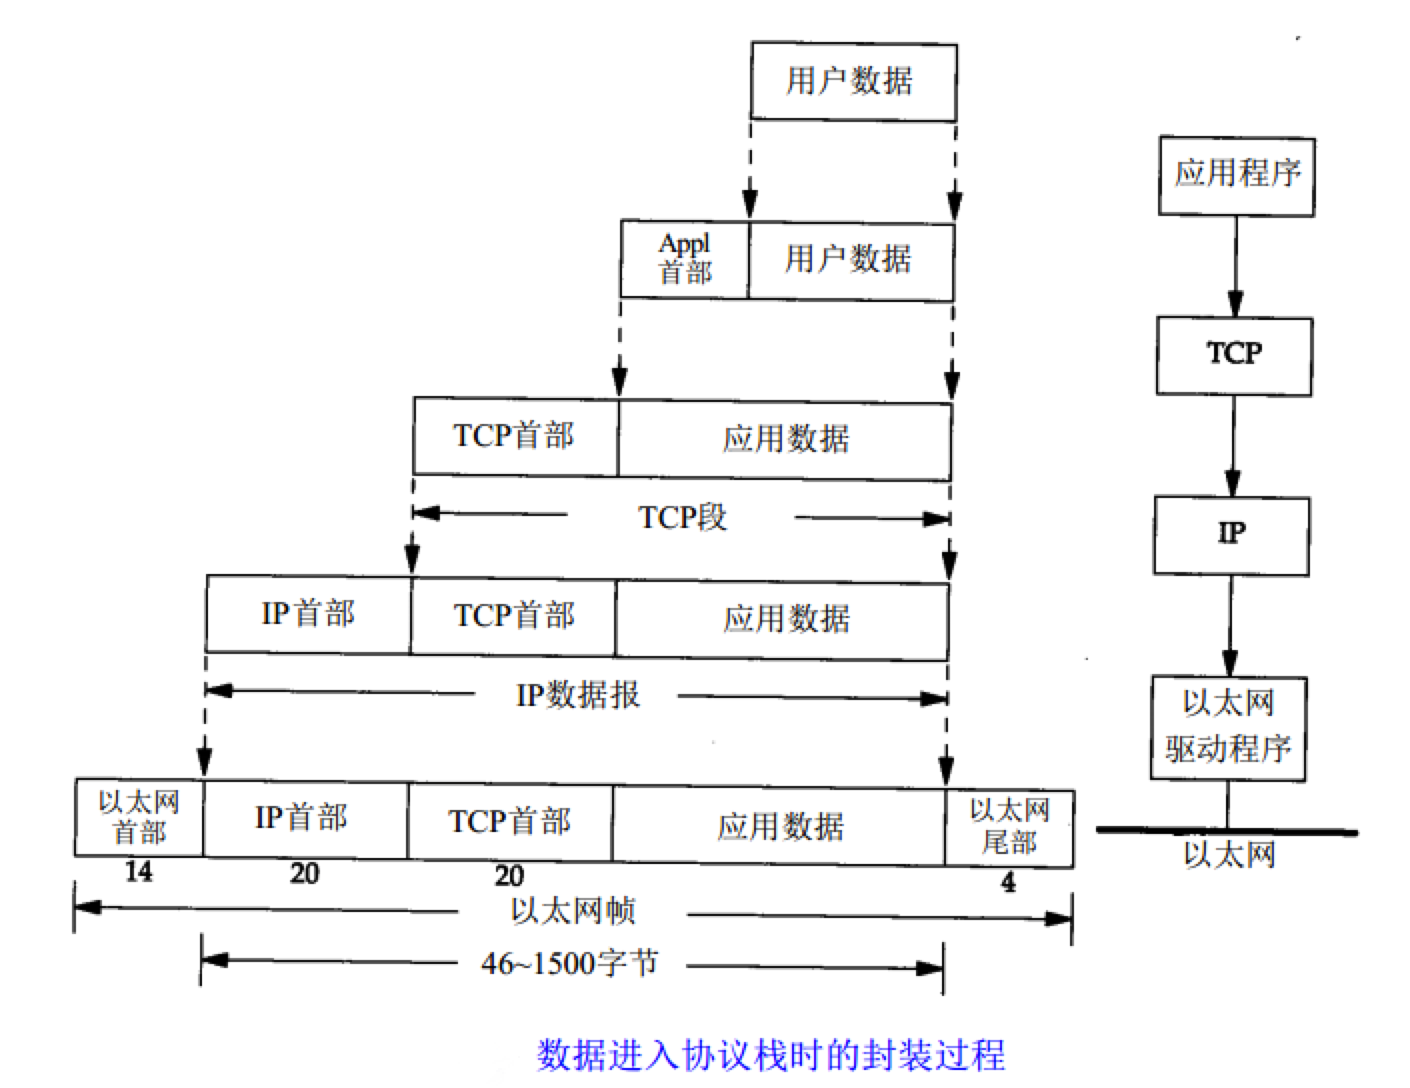 用户数据
应用程序
Appl
首部
用户数据
TCP
TCP首部
应用数据
TCP段
IP
IP首部
TCP首部
应用数据
IP数据报
以太网
驱动程序
以太网
首部
IP首部
TCP首部
应用数据
以太网
尾部
以太网
14
20
20
4
以太网帧
46~1500字节
数据进入协议栈时的封装过程